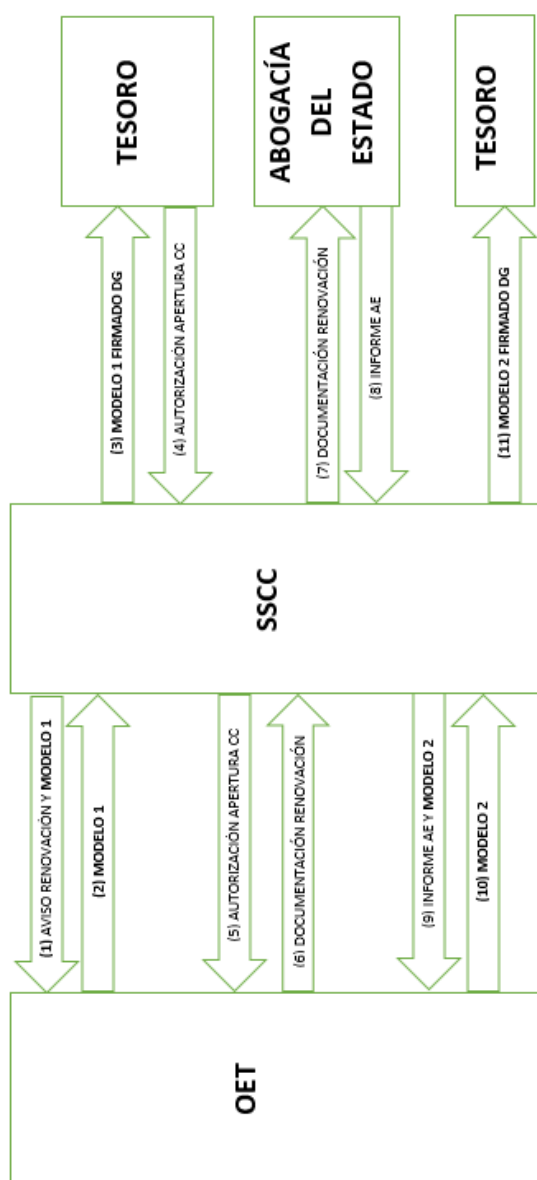 OET
(1) AVISO RENOVACIÓN Y MODELO 1
(2) MODELO 1
(5) AUTORIZACIÓN APERTURA CC
(6) DOCUMENTACIÓN RENOVACIÓN
(9) INFORME AE Y MODELO 2
(10) MODELO 2
SSCC
(3) MODELO 1 FIRMADO DG
(4) AUTORIZACIÓN APERTURA CC
(7) DOCUMENTACIÓN RENOVACIÓN
(8) INFORME AE
(11) MODELO 2 FIRMADO DG
TESORO
ABOGACÍA
DEL
ESTADO
TESORO